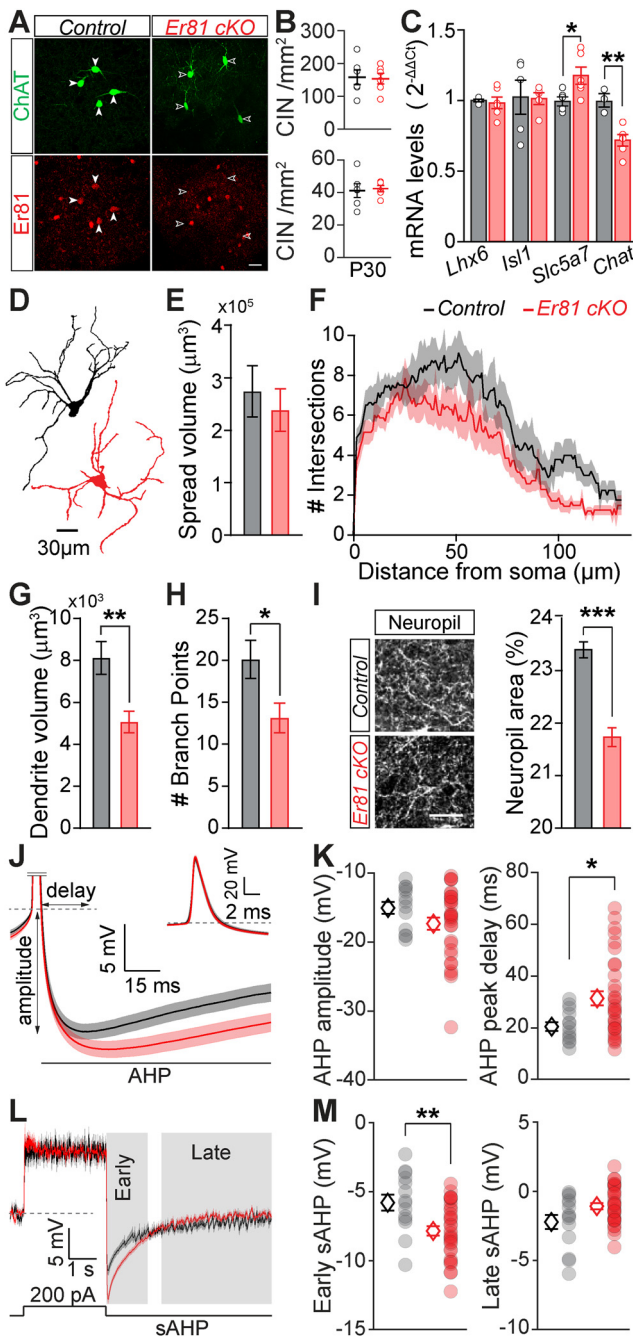 A
Control
Er81 cKO
ChAT
Er81
B
CIN /mm²
300
200
100
0
CIN /mm²
60
40
20
0
P30
C
mRNA levels ( 2-ΔΔCt)
1.5
1
0.5
0
*
**
Lhx6
Isl1
Slc5a7
Chat
D
30μm
E
x10⁵
Spread volume (μm³)
4
3
2
1
0
F
Control
Er81 cKO
# Intersections
10
8
6
4
2
0
0
50
100
Distance from soma (μm)
G
x10³
Dendrite volume (μm³)
10
8
6
4
2
0
**
H
# Branch Points
25
20
15
10
5
0
*
I
Neuropil
Control
Er81 cKO
Neuropil area (%)
24
23
22
21
20
***
J
delay
amplitude
5 mV
15 ms
20 mV
2 ms
AHP
K
AHP amplitude (mV)
-10
-20
-30
-40
AHP peak delay (ms)
80
60
40
20
0
*
L
Early
Late
5 mV
1 s
200 pA
sAHP
M
Early sAHP (mV)
0
-5
-10
-15
**
Late sAHP (mV)
5
0
-5
-10